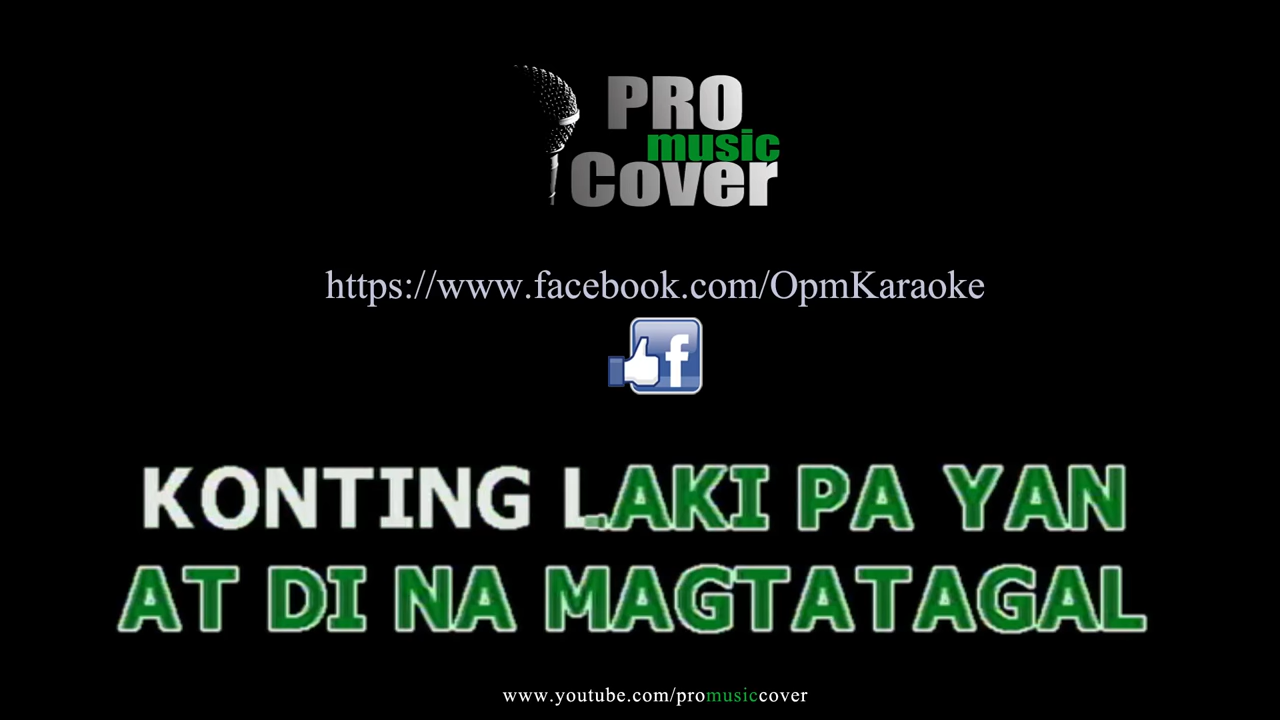 PRO
music
Cover
https://www.facebook.com/OpmKaraoke
f
KONTING LAKI PA YAN
AT DI NA MAGTATAGAL
www.youtube.com/promusiccover